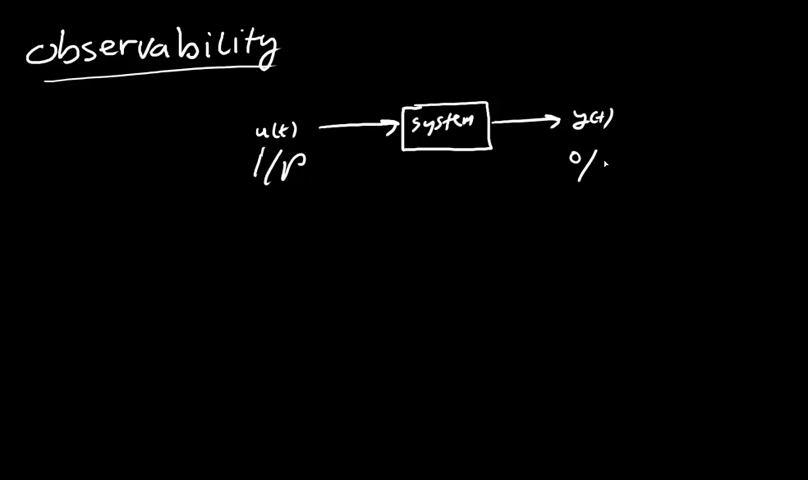 observability
u(t) system y(t)
I/P O/